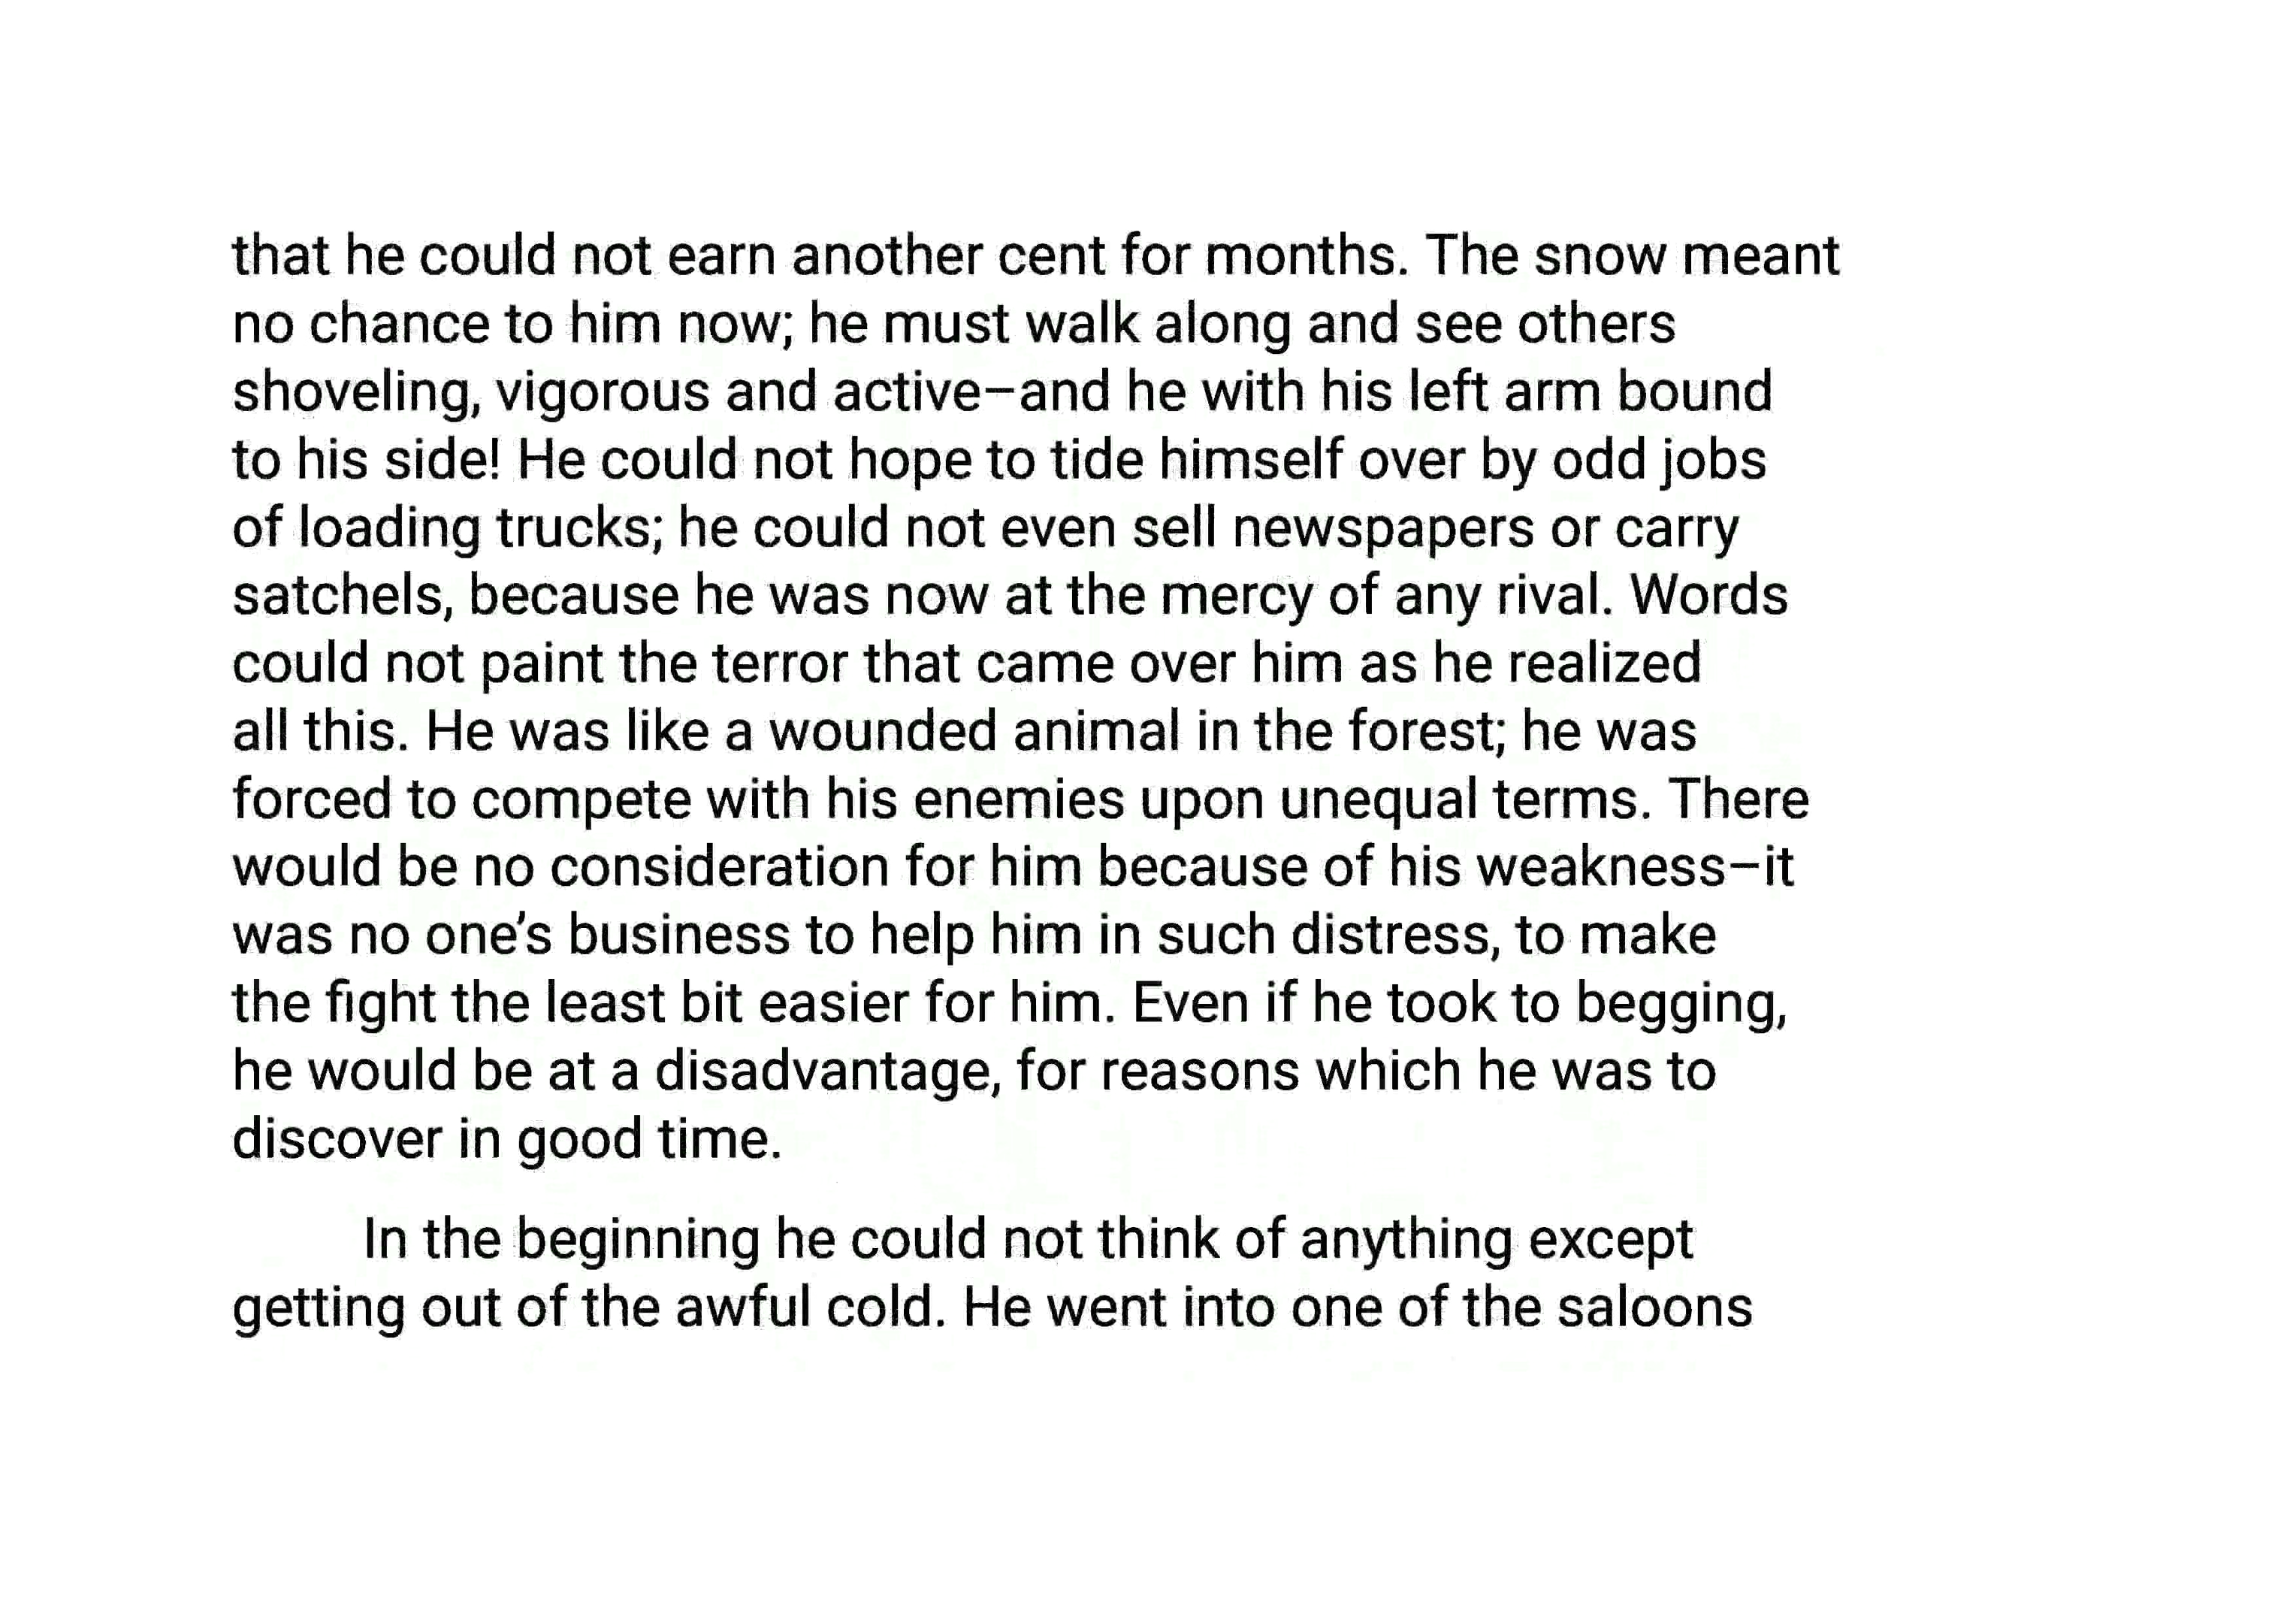 that he could not earn another cent for months. The snow meant
no chance to him now; he must walk along and see others
shoveling, vigorous and active—and he with his left arm bound
to his side! He could not hope to tide himself over by odd jobs
of loading trucks; he could not even sell newspapers or carry
satchels, because he was now at the mercy of any rival. Words
could not paint the terror that came over him as he realized
all this. He was like a wounded animal in the forest; he was
forced to compete with his enemies upon unequal terms. There
would be no consideration for him because of his weakness—it
was no one’s business to help him in such distress, to make
the fight the least bit easier for him. Even if he took to begging,
he would be at a disadvantage, for reasons which he was to
discover in good time.
In the beginning he could not think of anything except
getting out of the awful cold. He went into one of the saloons